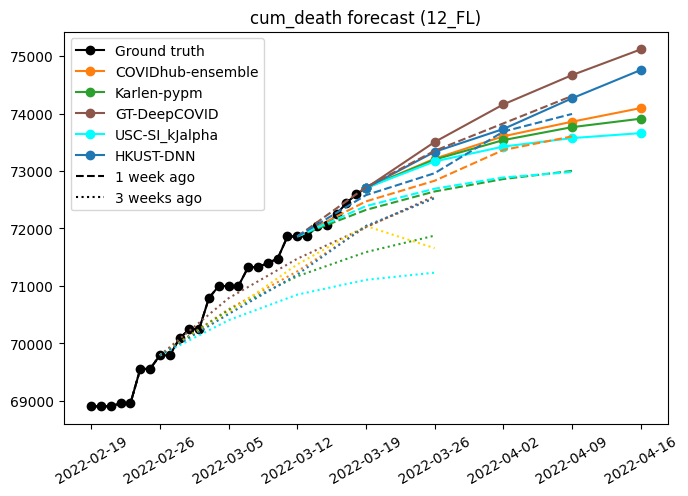 cum_death forecast (12_FL)
75000
74000
73000
72000
71000
70000
69000
Ground truth
COVIDhub-ensemble
Karlen-pypm
GT-DeepCOVID
USC-SI_kJalpha
HKUST-DNN
1 week ago
3 weeks ago
2022-02-19
2022-02-26
2022-03-05
2022-03-12
2022-03-19
2022-03-26
2022-04-02
2022-04-09
2022-04-16